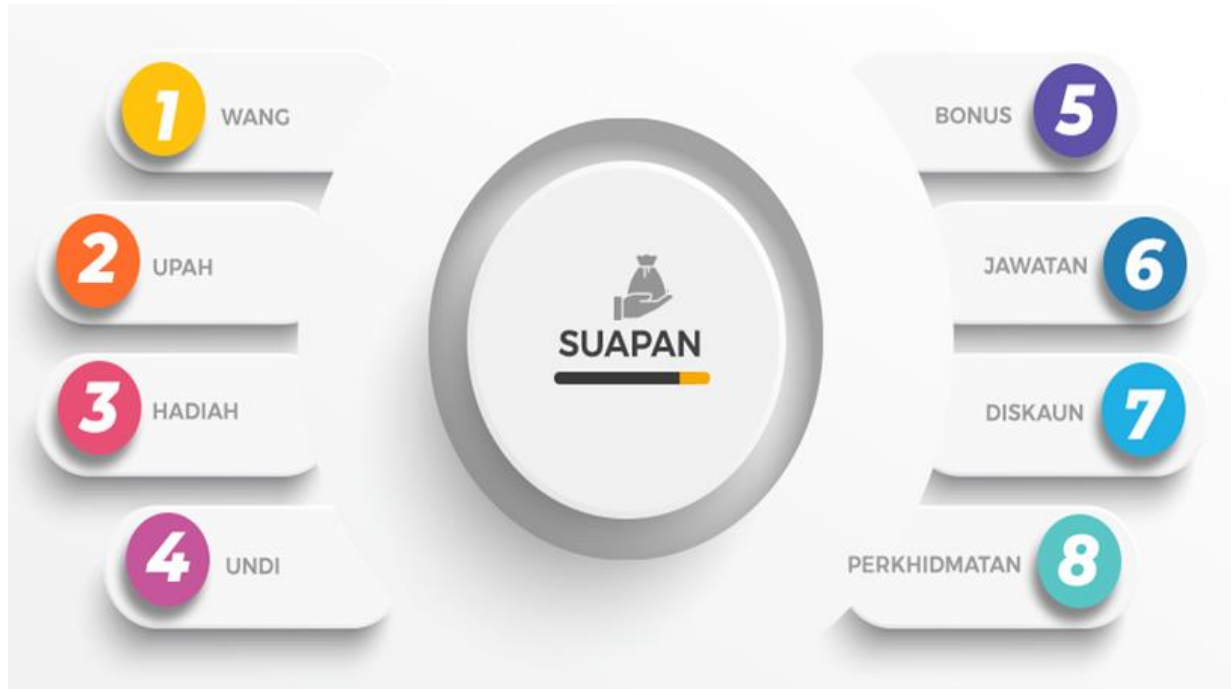 1 WANG
2 UPAH
3 HADIAH
4 UNDI
SUAPAN
BONUS 5
JAWATAN 6
DISKAUN 7
PERKHIDMATAN 8